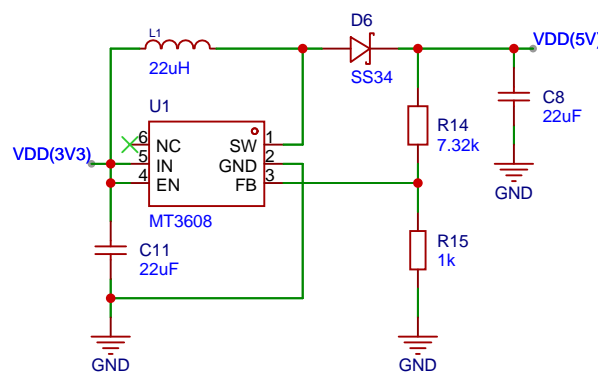 D6
L1
VDD(5V)
22uH
SS34
U1
C8
22uF
6 NC SW 1
5 IN GND 2
4 EN FB 3
VDD(3V3)
R14
7.32k
GND
MT3608
C11
22uF
R15
1k
GND
GND